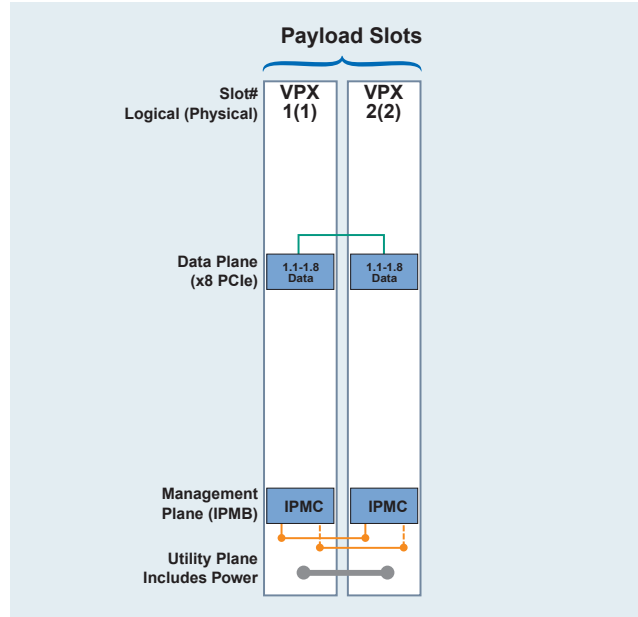 Payload Slots
Slot#
Logical (Physical)
VPX
1(1)
VPX
2(2)
Data Plane
(x8 PCIe)
1.1-1.8
Data
1.1-1.8
Data
Management
Plane (IPMB)
IPMC
IPMC
Utility Plane
Includes Power